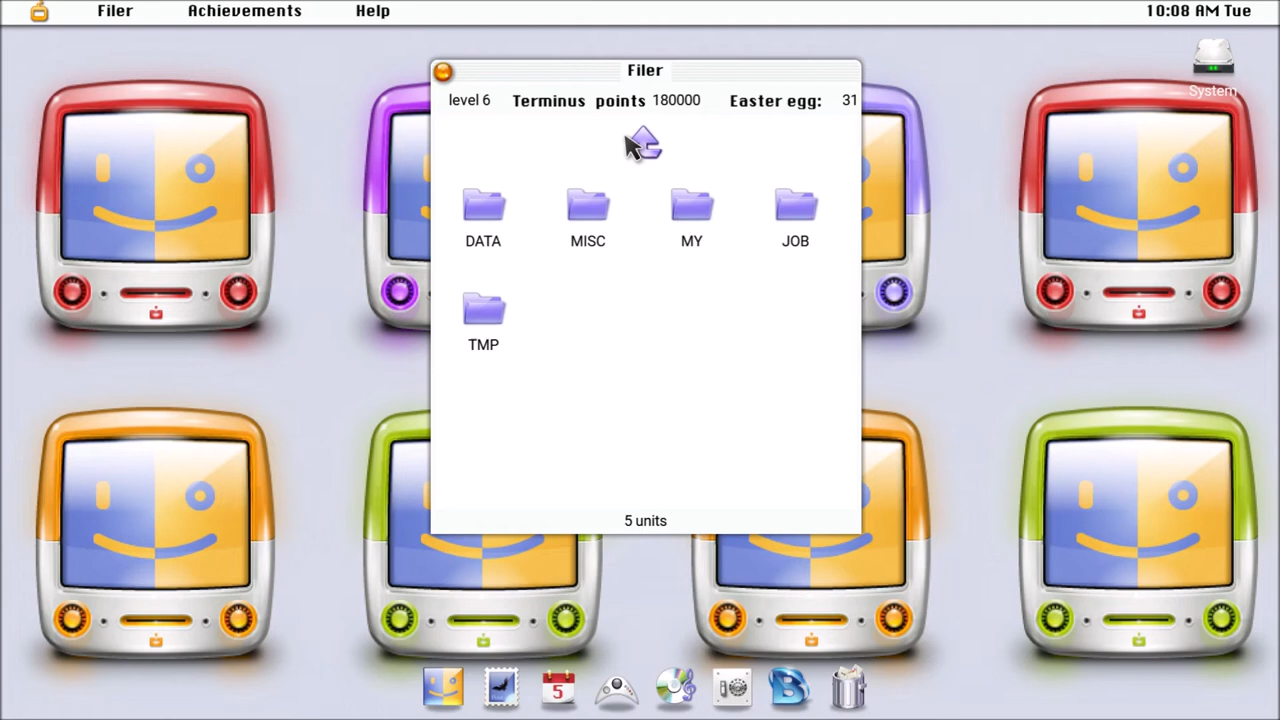 Filer Achievements Help 10:08 AM Tue
Filer
System
level 6 Terminus points 180000 Easter egg: 31
DATA MISC MY JOB
TMP
5 units
5
B